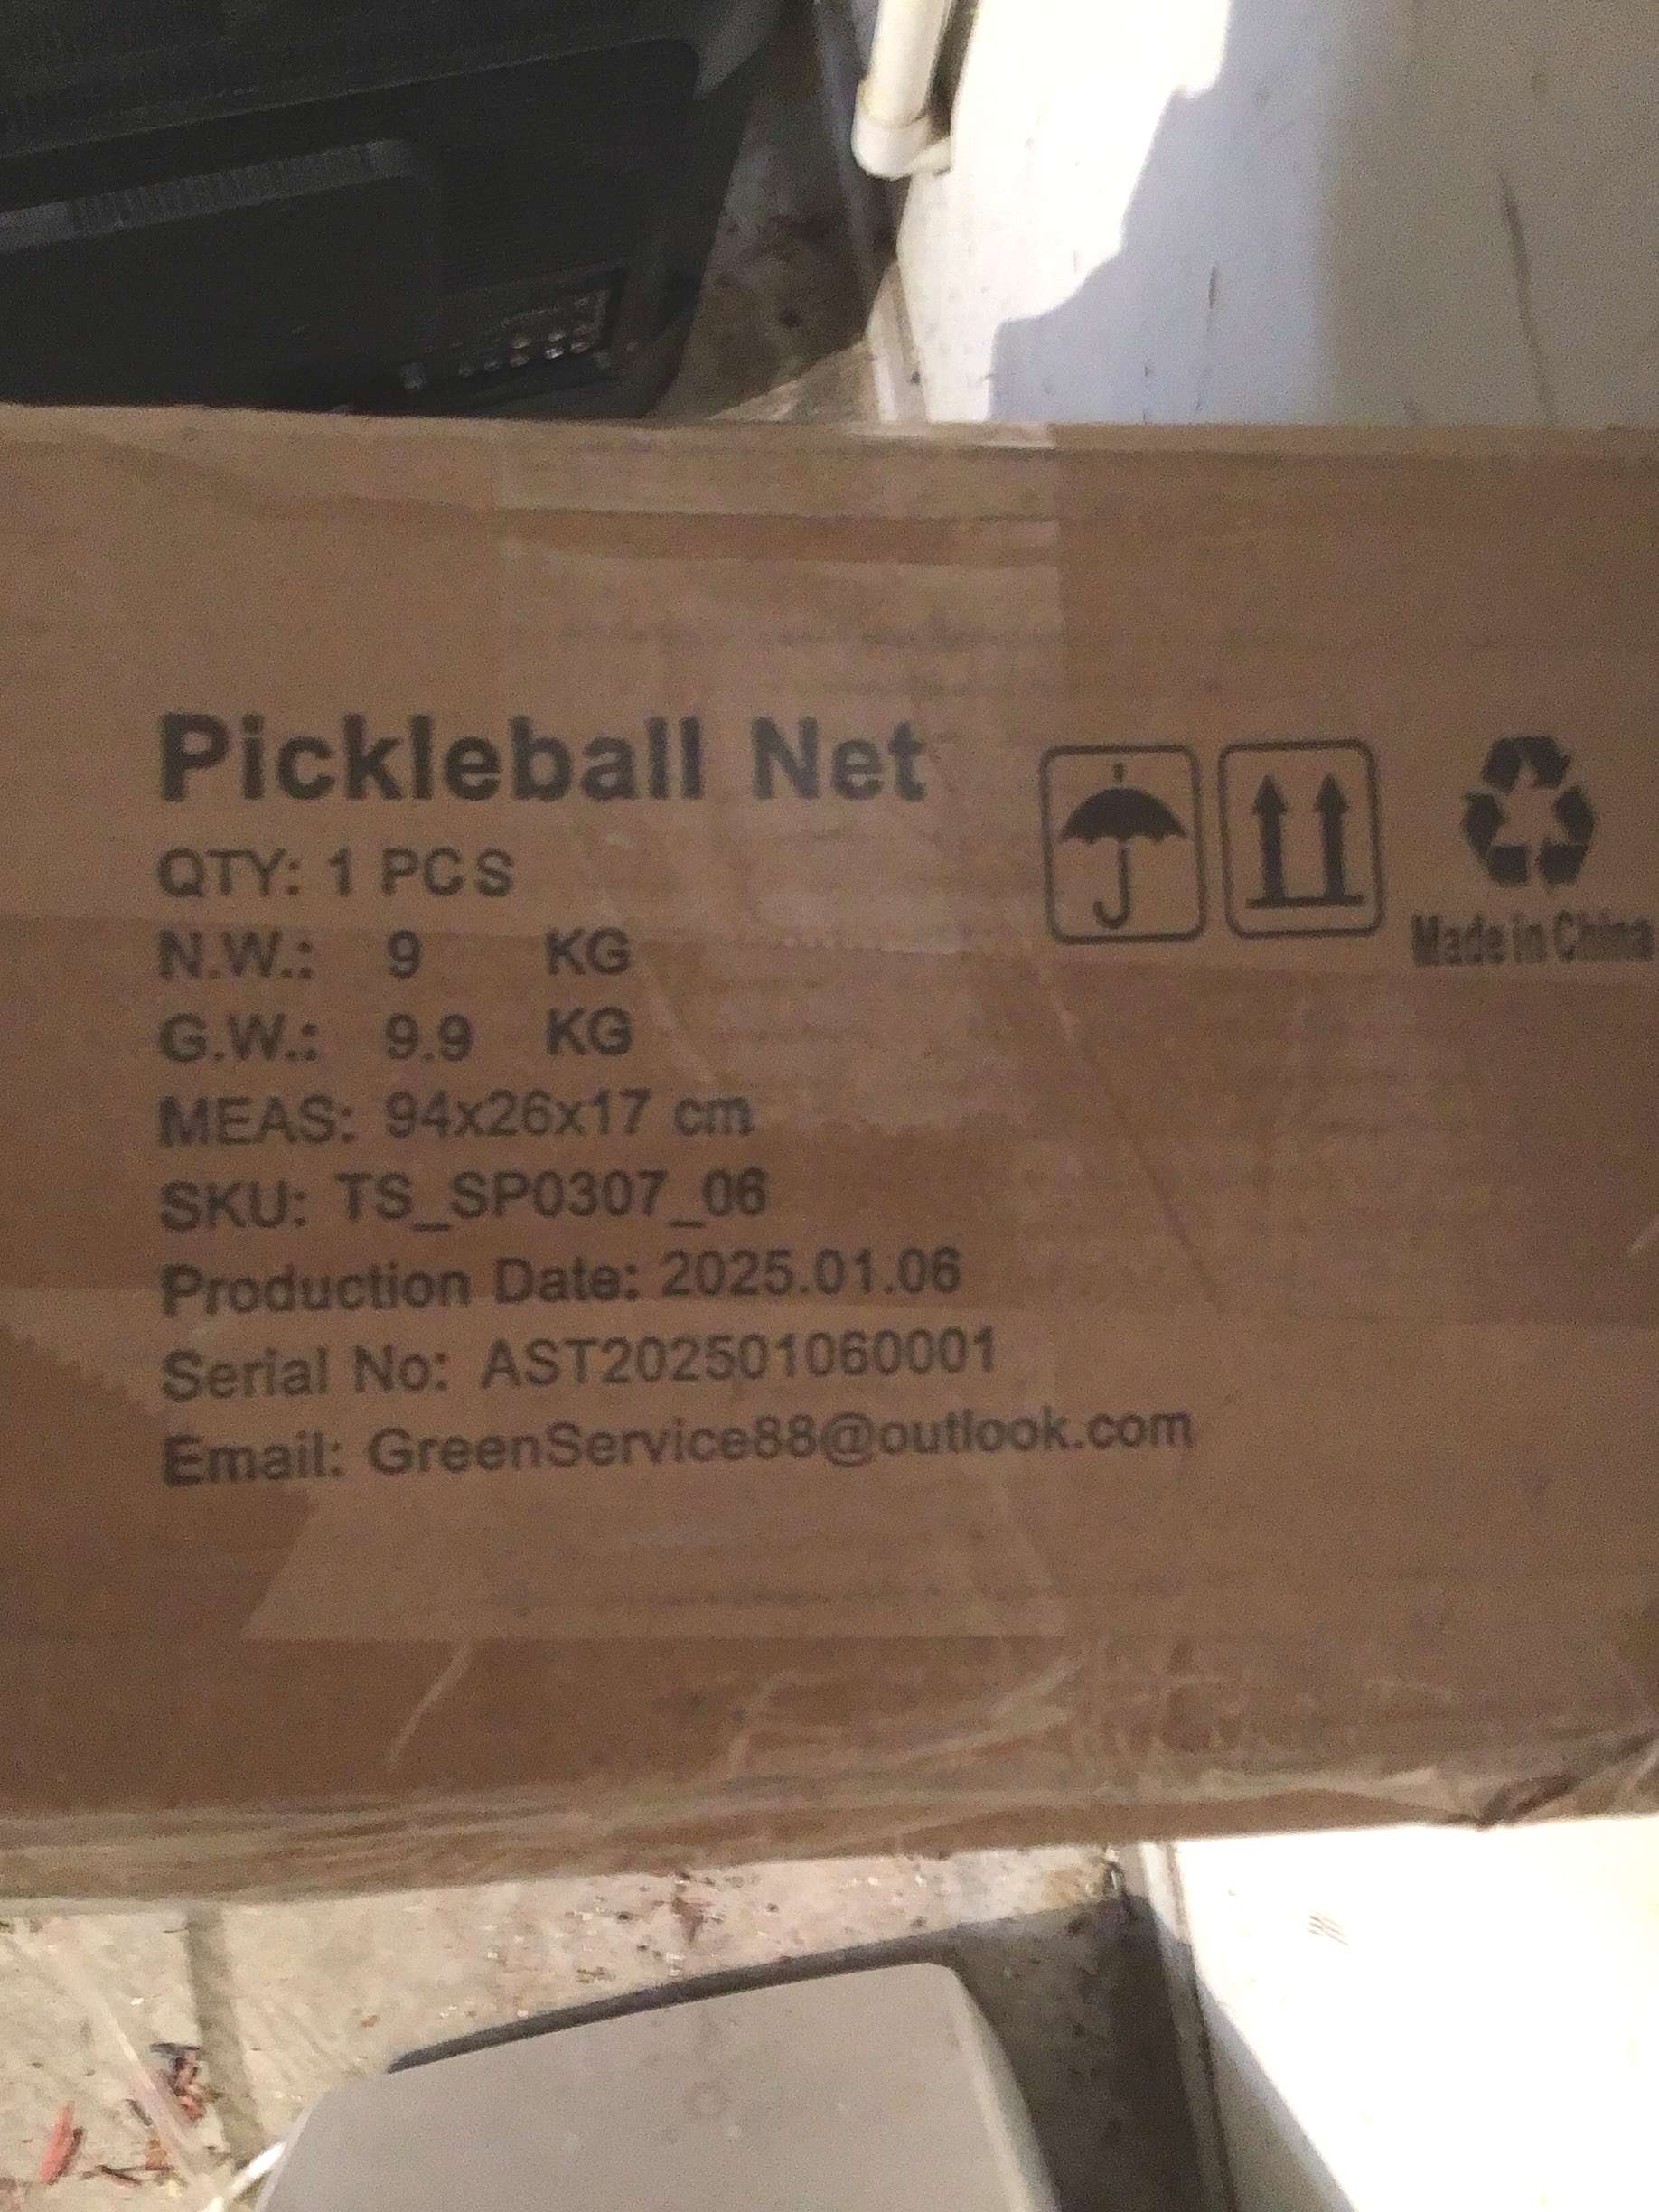 Pickleball Net
QTY: 1 PCS
N.W.: 9 KG
G.W.: 9.9 KG
MEAS: 94x26x17 cm
SKU: TS_SP0307_06
Production Date: 2025.01.06
Serial No: AST202501060001
Email: GreenService88@outlook.com
Made in China